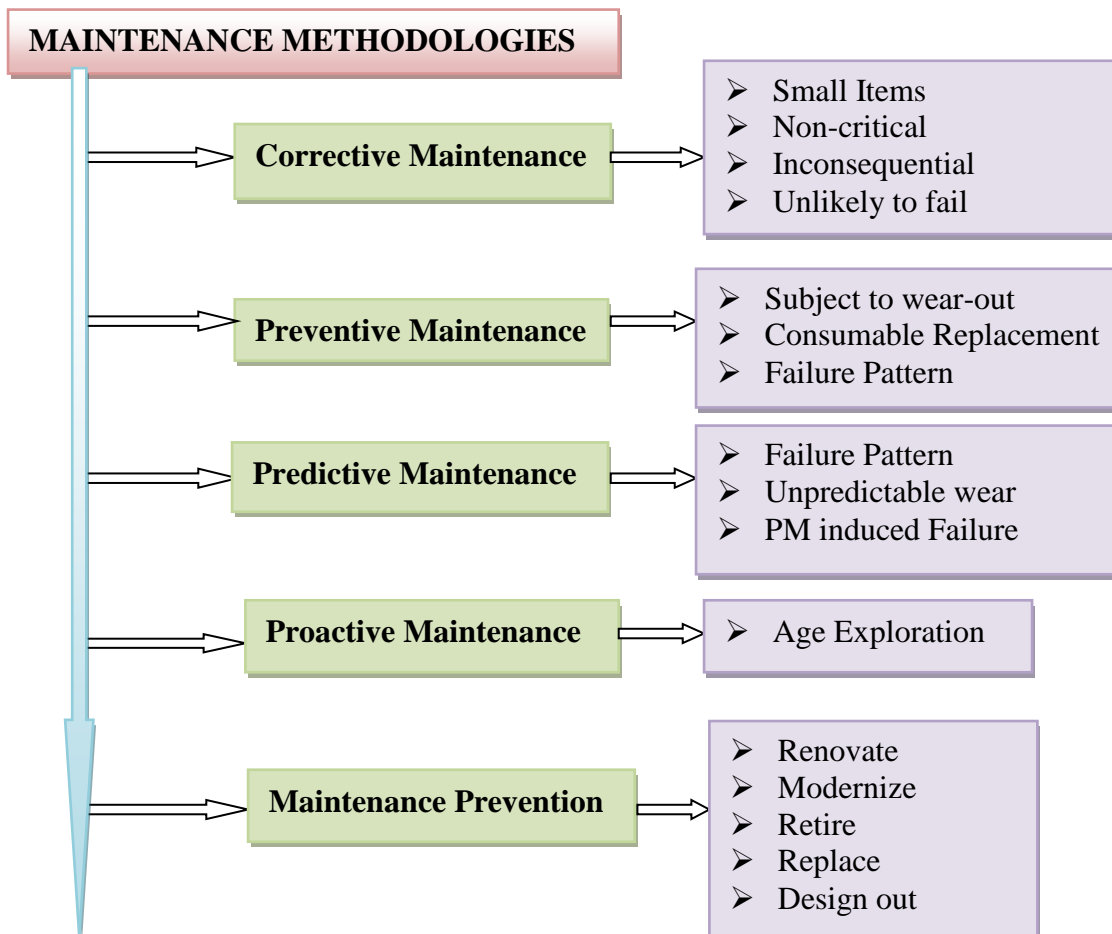 MAINTENANCE METHODOLOGIES
Corrective Maintenance
➢ Small Items
➢ Non-critical
➢ Inconsequential
➢ Unlikely to fail
Preventive Maintenance
➢ Subject to wear-out
➢ Consumable Replacement
➢ Failure Pattern
Predictive Maintenance
➢ Failure Pattern
➢ Unpredictable wear
➢ PM induced Failure
Proactive Maintenance
➢ Age Exploration
Maintenance Prevention
➢ Renovate
➢ Modernize
➢ Retire
➢ Replace
➢ Design out